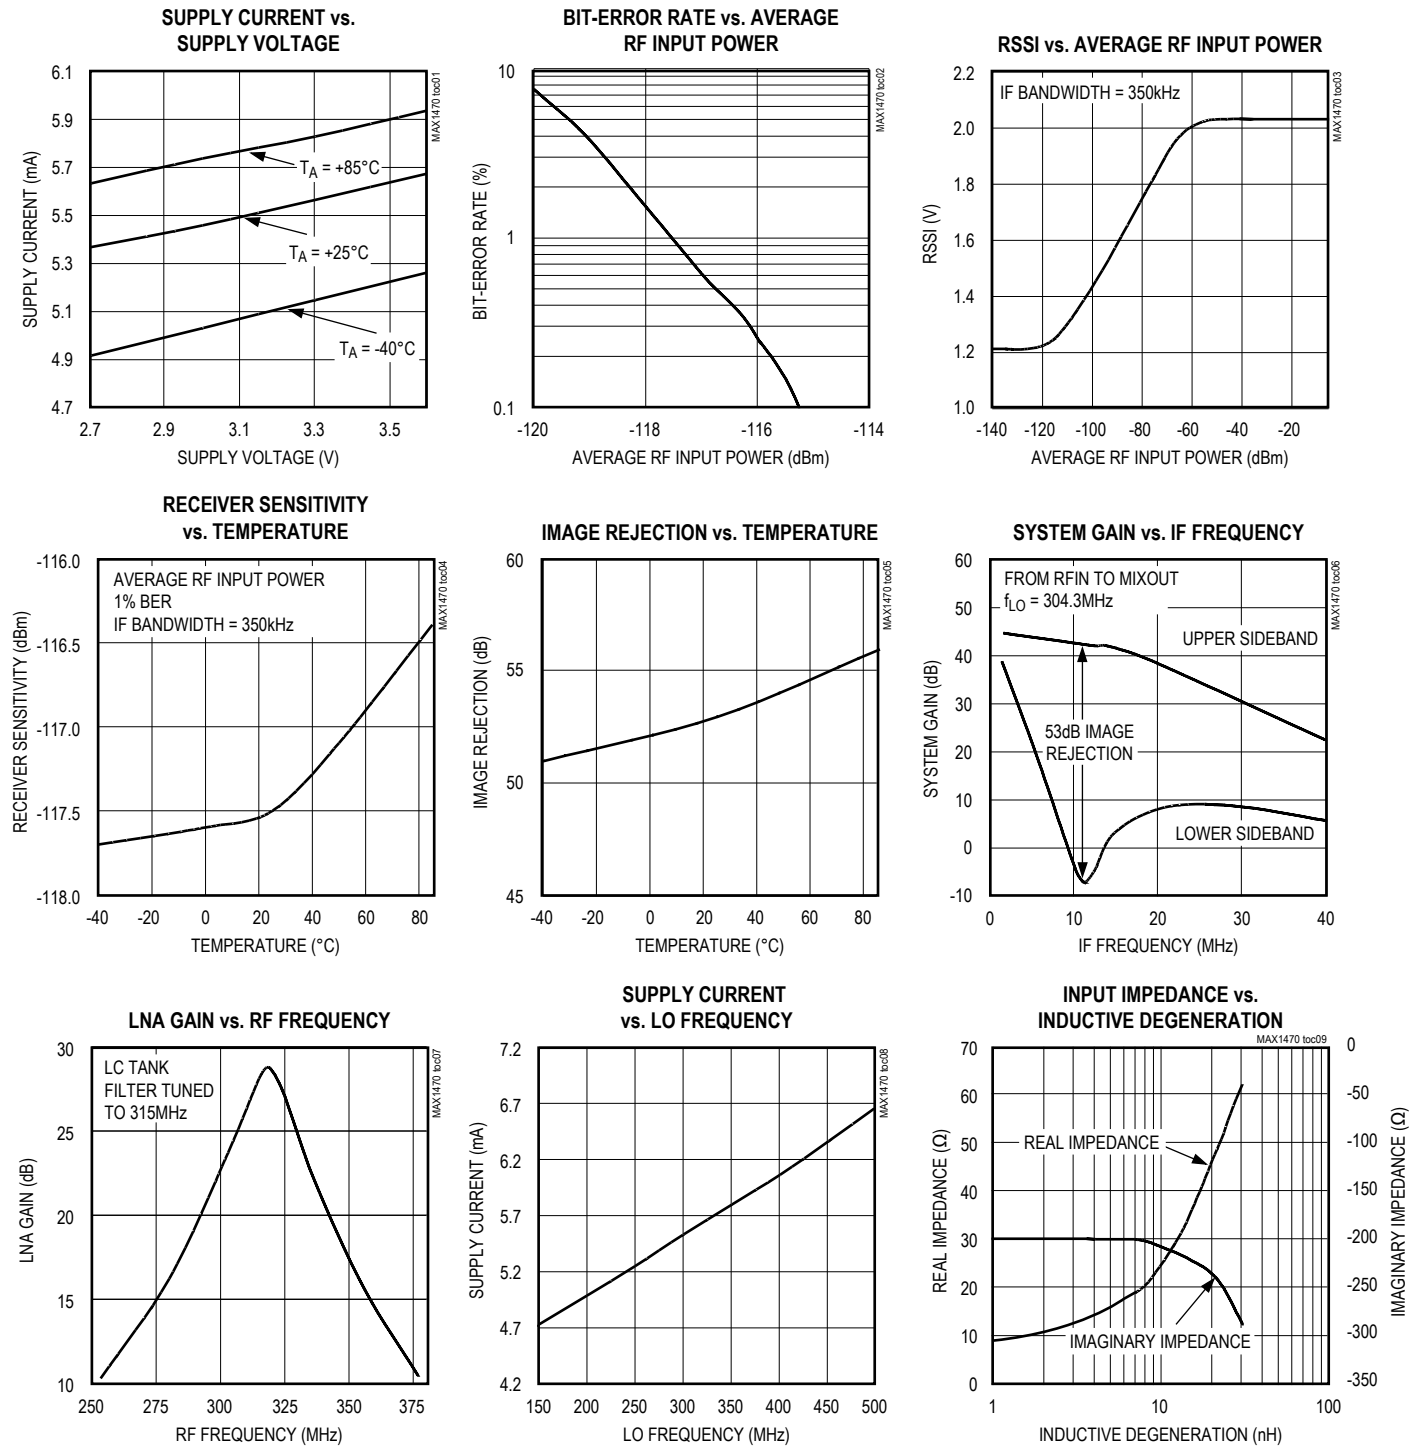 SUPPLY CURRENT vs.
SUPPLY VOLTAGE
MAX1470 toc01
6.1
5.9
5.7
5.5
5.3
5.1
4.9
4.7
SUPPLY CURRENT (mA)
TA = +85°C
TA = +25°C
TA = -40°C
2.7 2.9 3.1 3.3 3.5
SUPPLY VOLTAGE (V)
BIT-ERROR RATE vs. AVERAGE
RF INPUT POWER
MAX1470 toc02
10
1
0.1
BIT-ERROR RATE (%)
-120 -118 -116 -114
AVERAGE RF INPUT POWER (dBm)
RSSI vs. AVERAGE RF INPUT POWER
MAX1470 toc03
IF BANDWIDTH = 350kHz
2.2
2.0
1.8
1.6
1.4
1.2
1.0
RSSI (V)
-140 -120 -100 -80 -60 -40 -20
AVERAGE RF INPUT POWER (dBm)
RECEIVER SENSITIVITY
vs. TEMPERATURE
MAX1470 toc04
AVERAGE RF INPUT POWER
1% BER
IF BANDWIDTH = 350kHz
-116.0
-116.5
-117.0
-117.5
-118.0
RECEIVER SENSITIVITY (dBm)
-40 -20 0 20 40 60 80
TEMPERATURE (°C)
IMAGE REJECTION vs. TEMPERATURE
MAX1470 toc05
60
55
50
45
IMAGE REJECTION (dB)
-40 -20 0 20 40 60 80
TEMPERATURE (°C)
SYSTEM GAIN vs. IF FREQUENCY
MAX1470 toc06
FROM RFIN TO MIXOUT
fLO = 304.3MHz
UPPER SIDEBAND
53dB IMAGE
REJECTION
LOWER SIDEBAND
60
50
40
30
20
10
0
-10
SYSTEM GAIN (dB)
0 10 20 30 40
IF FREQUENCY (MHz)
LNA GAIN vs. RF FREQUENCY
MAX1470 toc07
LC TANK
FILTER TUNED
TO 315MHz
30
25
20
15
10
LNA GAIN (dB)
250 275 300 325 350 375
RF FREQUENCY (MHz)
SUPPLY CURRENT
vs. LO FREQUENCY
MAX1470 toc08
7.2
6.7
6.2
5.7
5.2
4.7
4.2
SUPPLY CURRENT (mA)
150 200 250 300 350 400 450 500
LO FREQUENCY (MHz)
INPUT IMPEDANCE vs.
INDUCTIVE DEGENERATION
MAX1470 toc09
70
60
50
40
30
20
10
0
REAL IMPEDANCE (Ω)
REAL IMPEDANCE
IMAGINARY IMPEDANCE
0
-50
-100
-150
-200
-250
-300
-350
IMAGINARY IMPEDANCE (Ω)
1 10 100
INDUCTIVE DEGENERATION (nH)